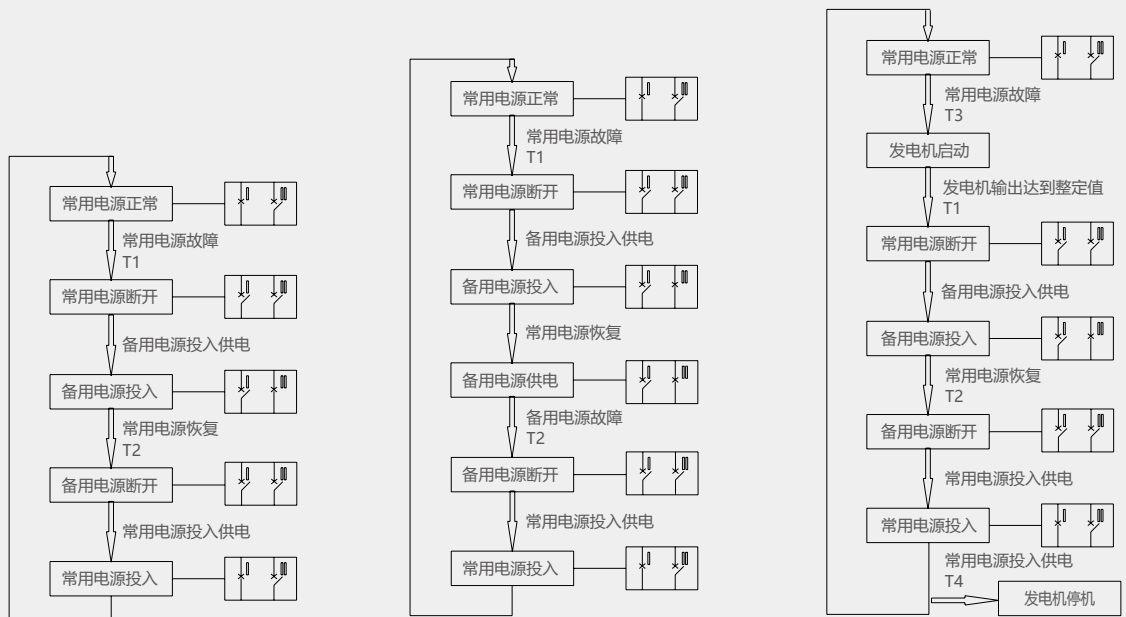 常用电源正常
常用电源故障
T1
常用电源断开
备用电源投入供电
备用电源投入
常用电源恢复
T2
备用电源断开
常用电源投入供电
常用电源投入
常用电源正常
常用电源故障
T1
常用电源断开
备用电源投入供电
备用电源投入
常用电源恢复
备用电源供电
备用电源故障
T2
备用电源断开
常用电源投入供电
常用电源投入
常用电源正常
常用电源故障
T3
发电机启动
发电机输出达到整定值
T1
常用电源断开
备用电源投入供电
备用电源投入
常用电源恢复
T2
备用电源断开
常用电源投入供电
常用电源投入
常用电源投入供电
T4
发电机停机